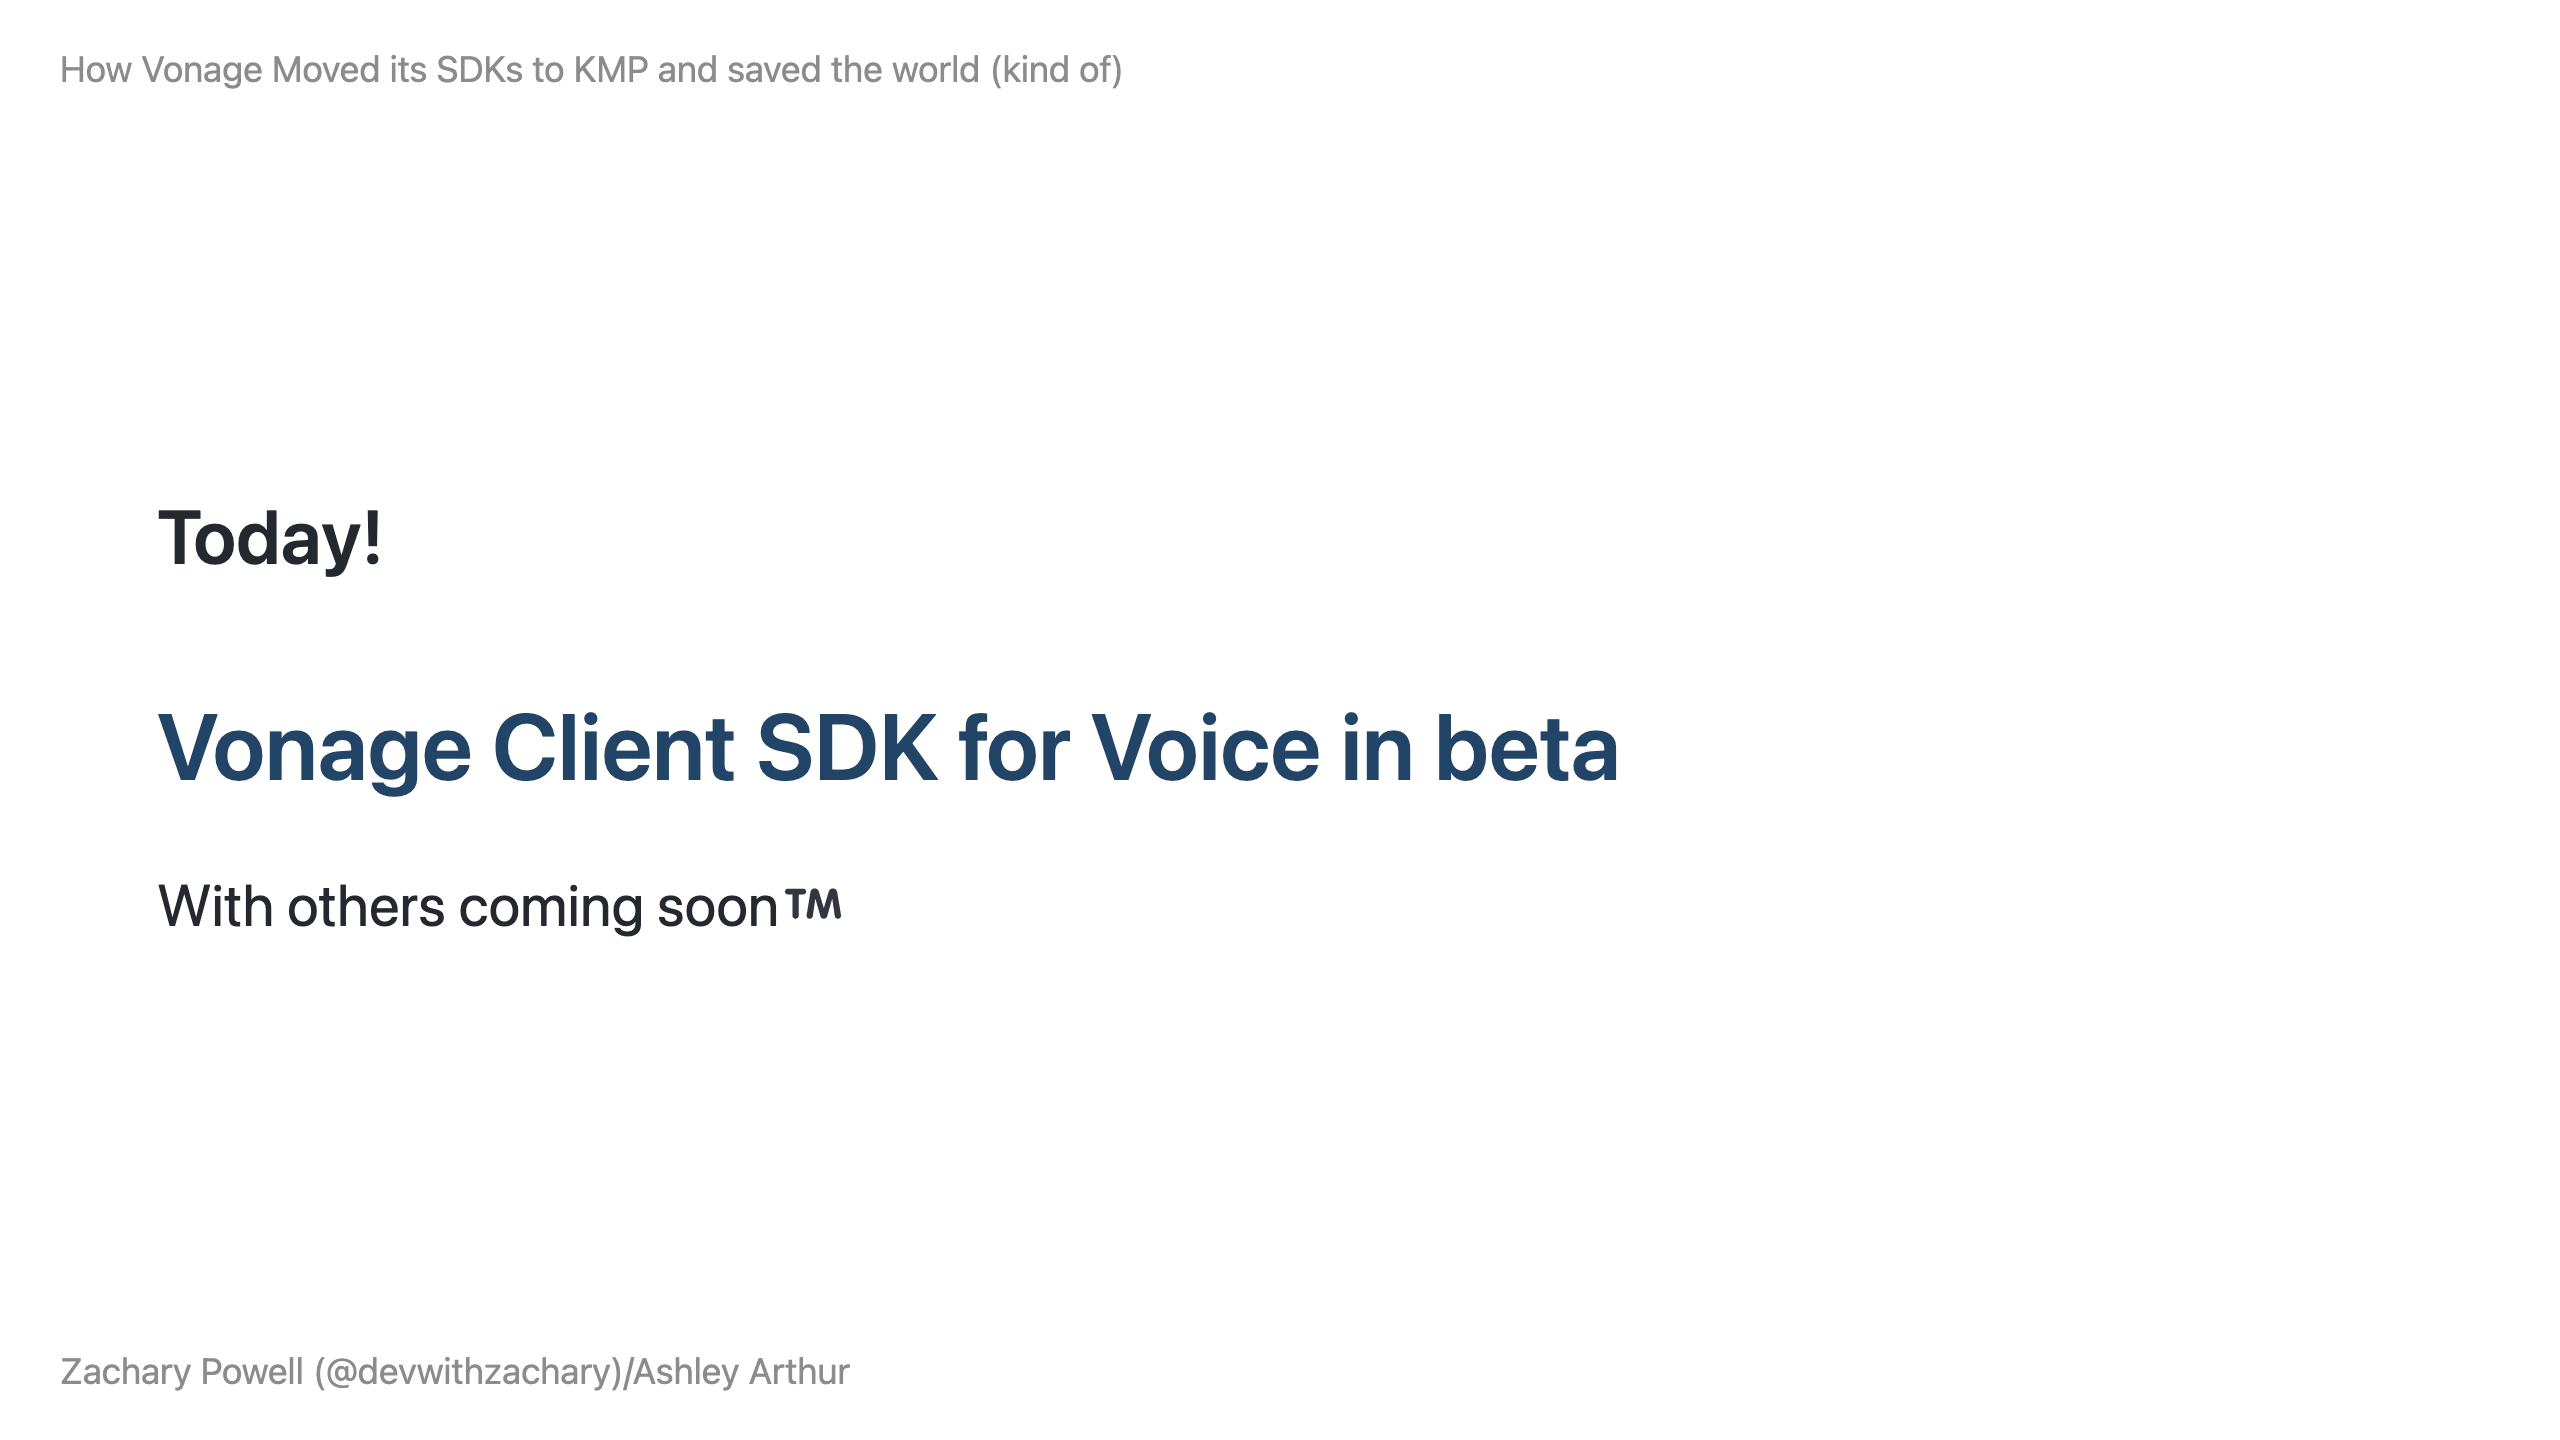 How Vonage Moved its SDKs to KMP and saved the world (kind of)
Today!
Vonage Client SDK for Voice in beta
With others coming soon™
Zachary Powell (@devwithzachary)/Ashley Arthur